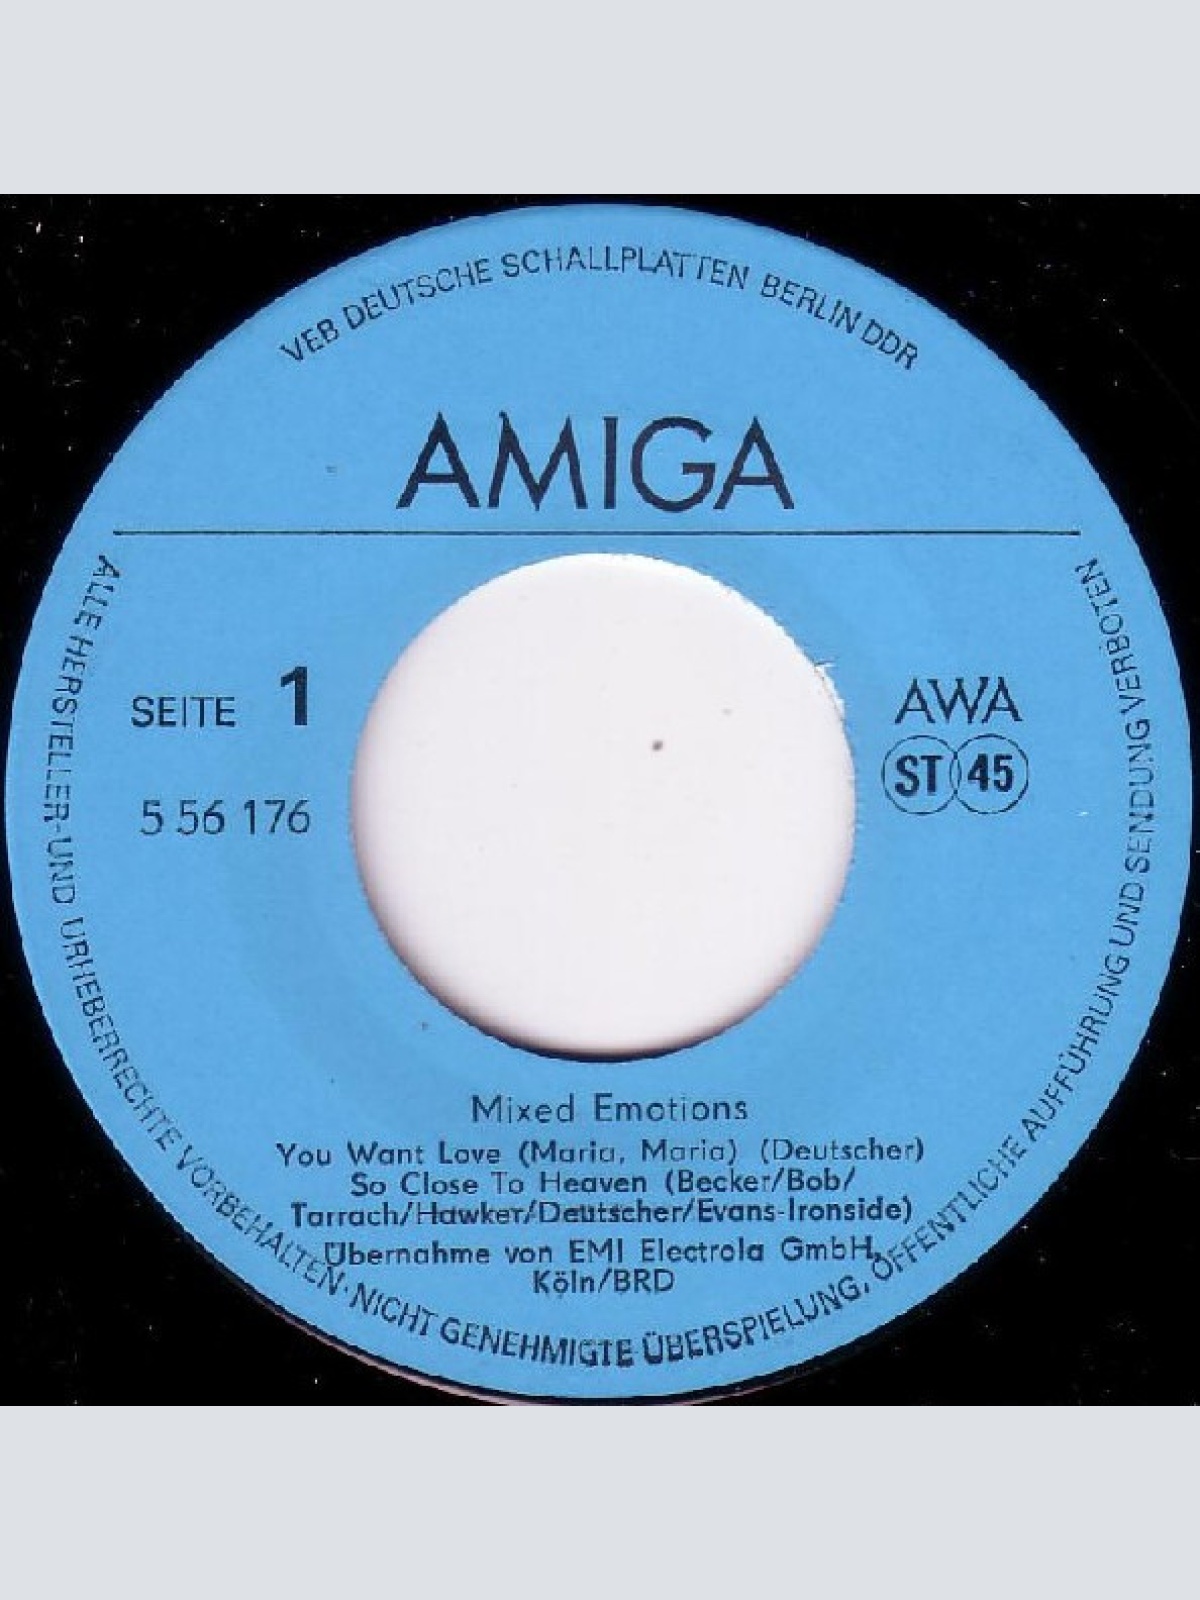 VEB DEUTSCHE SCHALLPLATTEN BERLIN DDR
AMIGA
SEITE 1
5 56 176
AWA
ST 45
Mixed Emotions
You Want Love (Maria, Maria) (Deutscher)
So Close To Heaven (Becker/Bob/
Tarrach/Hawker/Deutscher/Evans-Ironside)
Übernahme von EMI Electrola GmbH,
Köln/BRD
ALLE HERSTELLER-UND URHEBERRECHTE VORBEHALTEN · NICHT GENEHMIGTE ÜBERSPIELUNG, ÖFFENTLICHE AUFFÜHRUNG UND SENDUNG VERBOTEN